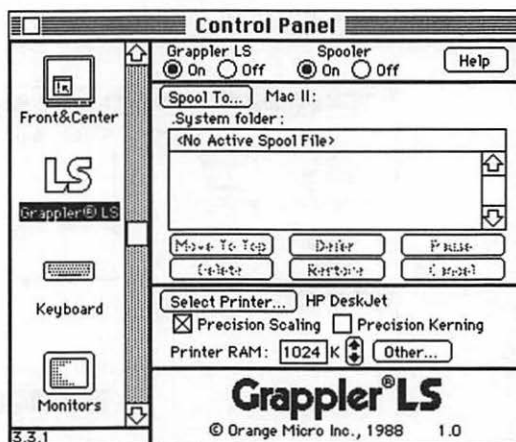 Control Panel
Front&Center
LS
Grappler® LS
Keyboard
Monitors
3.3.1
Grappler LS
On Off
Spooler
On Off
Help
Spool To... Mac II:
.System folder:
<No Active Spool File>
Move To Top Defer Pause
Delete Restore Cancel
Select Printer... HP DeskJet
Precision Scaling Precision Kerning
Printer RAM: 1024 K Other...
Grappler®LS
© Orange Micro Inc., 1988 1.0